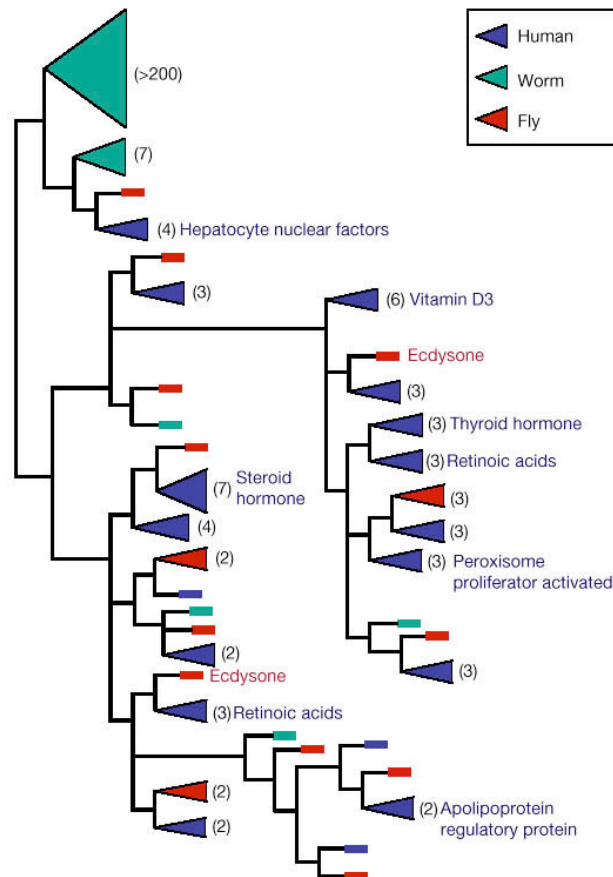 Human
Worm
Fly
(>200)
(7)
(4) Hepatocyte nuclear factors
(3)
(6) Vitamin D3
Ecdysone
(3)
(3) Thyroid hormone
(3) Retinoic acids
(3)
(3)
(3) Peroxisome
proliferator activated
(3)
(7) Steroid
hormone
(4)
(2)
(2)
Ecdysone
(3) Retinoic acids
(2)
(2)
(2) Apolipoprotein
regulatory protein